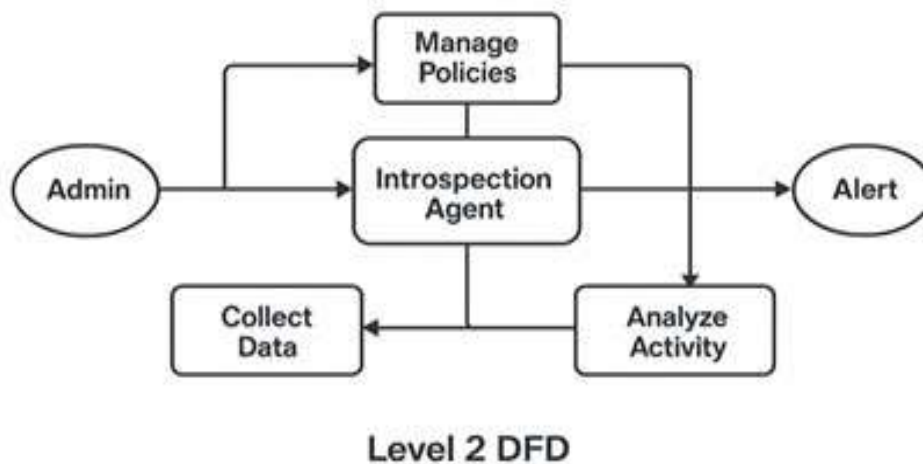 Manage
Policies
Admin
Introspection
Agent
Alert
Collect
Data
Analyze
Activity
Level 2 DFD